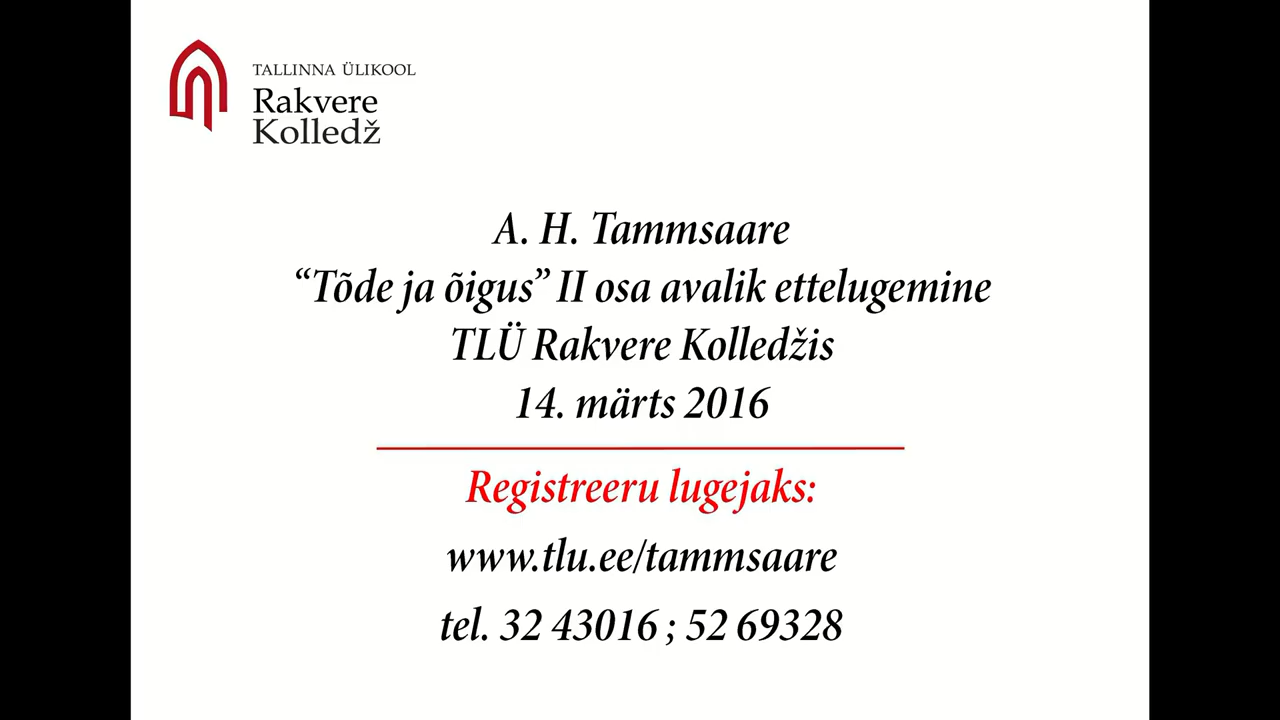 TALLINNA ÜLIKOOL
Rakvere
Kolledž
A. H. Tammsaare
“Tõde ja õigus” II osa avalik ettelugemine
TLÜ Rakvere Kolledžis
14. märts 2016
Registreeru lugejaks:
www.tlu.ee/tammsaare
tel. 32 43016 ; 52 69328